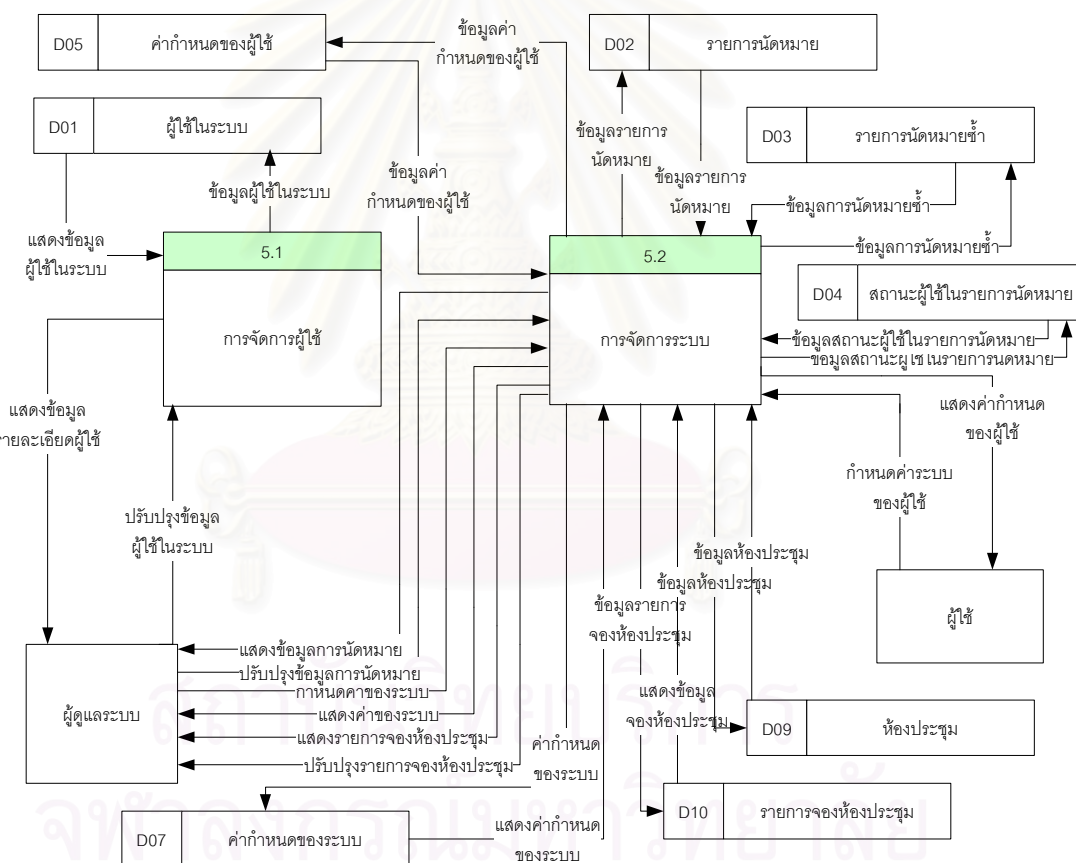 D05
ค่ากำหนดของผู้ใช้
ข้อมูลค่า
กำหนดของผู้ใช้
D02
รายการนัดหมาย
D01
ผู้ใช้ในระบบ
D03
รายการนัดหมายซ้ำ
ข้อมูลรายการ
นัดหมาย
ข้อมูลผู้ใช้ในระบบ
ข้อมูลค่า
กำหนดของผู้ใช้
ข้อมูลรายการ
นัดหมาย
ข้อมูลการนัดหมายซ้ำ
แสดงข้อมูล
ผู้ใช้ในระบบ
5.1
การจัดการผู้ใช้
5.2
การจัดการระบบ
ข้อมูลการนัดหมายซ้ำ
D04
สถานะผู้ใช้ในรายการนัดหมาย
ข้อมูลสถานะผู้ใช้ในรายการนัดหมาย
ข้อมูลสถานะผู้ใช้ในรายการนัดหมาย
แสดงข้อมูล
รายละเอียดผู้ใช้
แสดงค่ากำหนด
ของผู้ใช้
กำหนดค่าระบบ
ของผู้ใช้
ปรับปรุงข้อมูล
ผู้ใช้ในระบบ
ข้อมูลห้องประชุม
ข้อมูลห้องประชุม
ข้อมูลรายการ
จองห้องประชุม
ผู้ใช้
ผู้ดูแลระบบ
แสดงข้อมูลการนัดหมาย
ปรับปรุงข้อมูลการนัดหมาย
กำหนดค่าของระบบ
แสดงค่าของระบบ
แสดงรายการจองห้องประชุม
ปรับปรุงรายการจองห้องประชุม
แสดงข้อมูล
จองห้องประชุม
D09
ห้องประชุม
ค่ากำหนด
ของระบบ
D10
รายการจองห้องประชุม
D07
ค่ากำหนดของระบบ
แสดงค่ากำหนด
ของระบบ
สถาบันวิทยบริการ
จุฬาลงกรณ์มหาวิทยาลัย